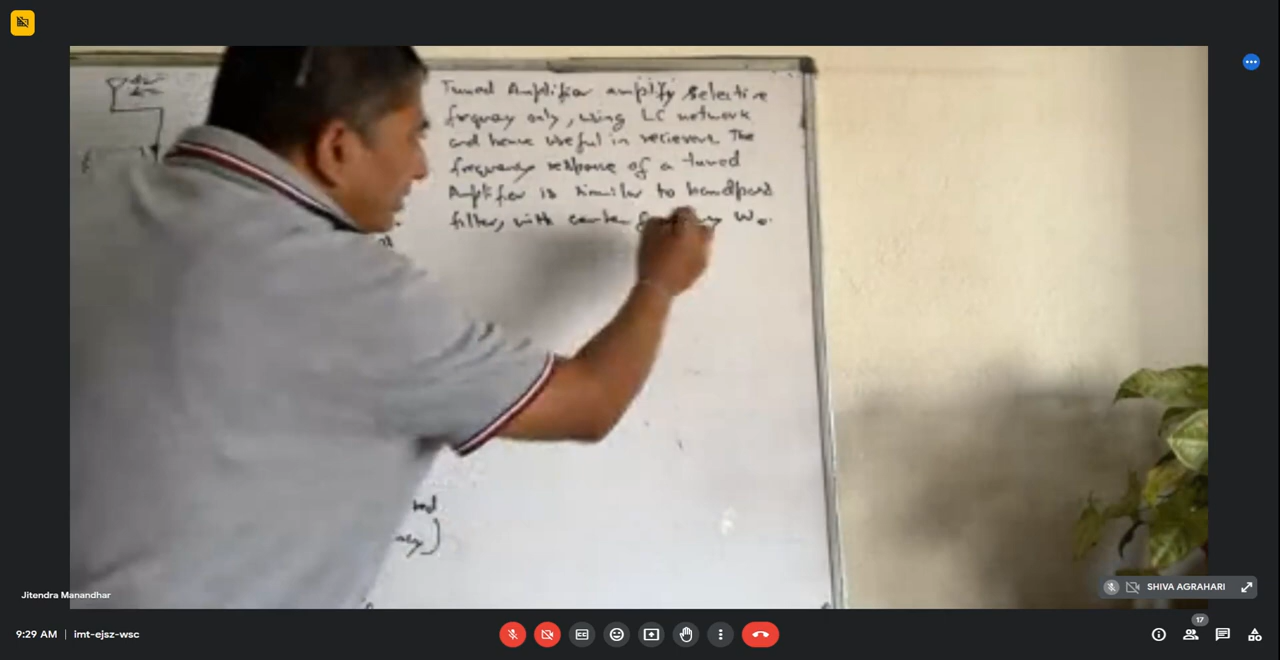 Tuned Amplifier amplify selective
frequency only, using LC network
and hence useful in recievers. The
frequency response of a tuned
Amplifier is similar to bandpass
filter, with center frequency Wo.
Jitendra Manandhar
SHIVA AGRAHARI
17
9:29 AM | imt-ejsz-wsc